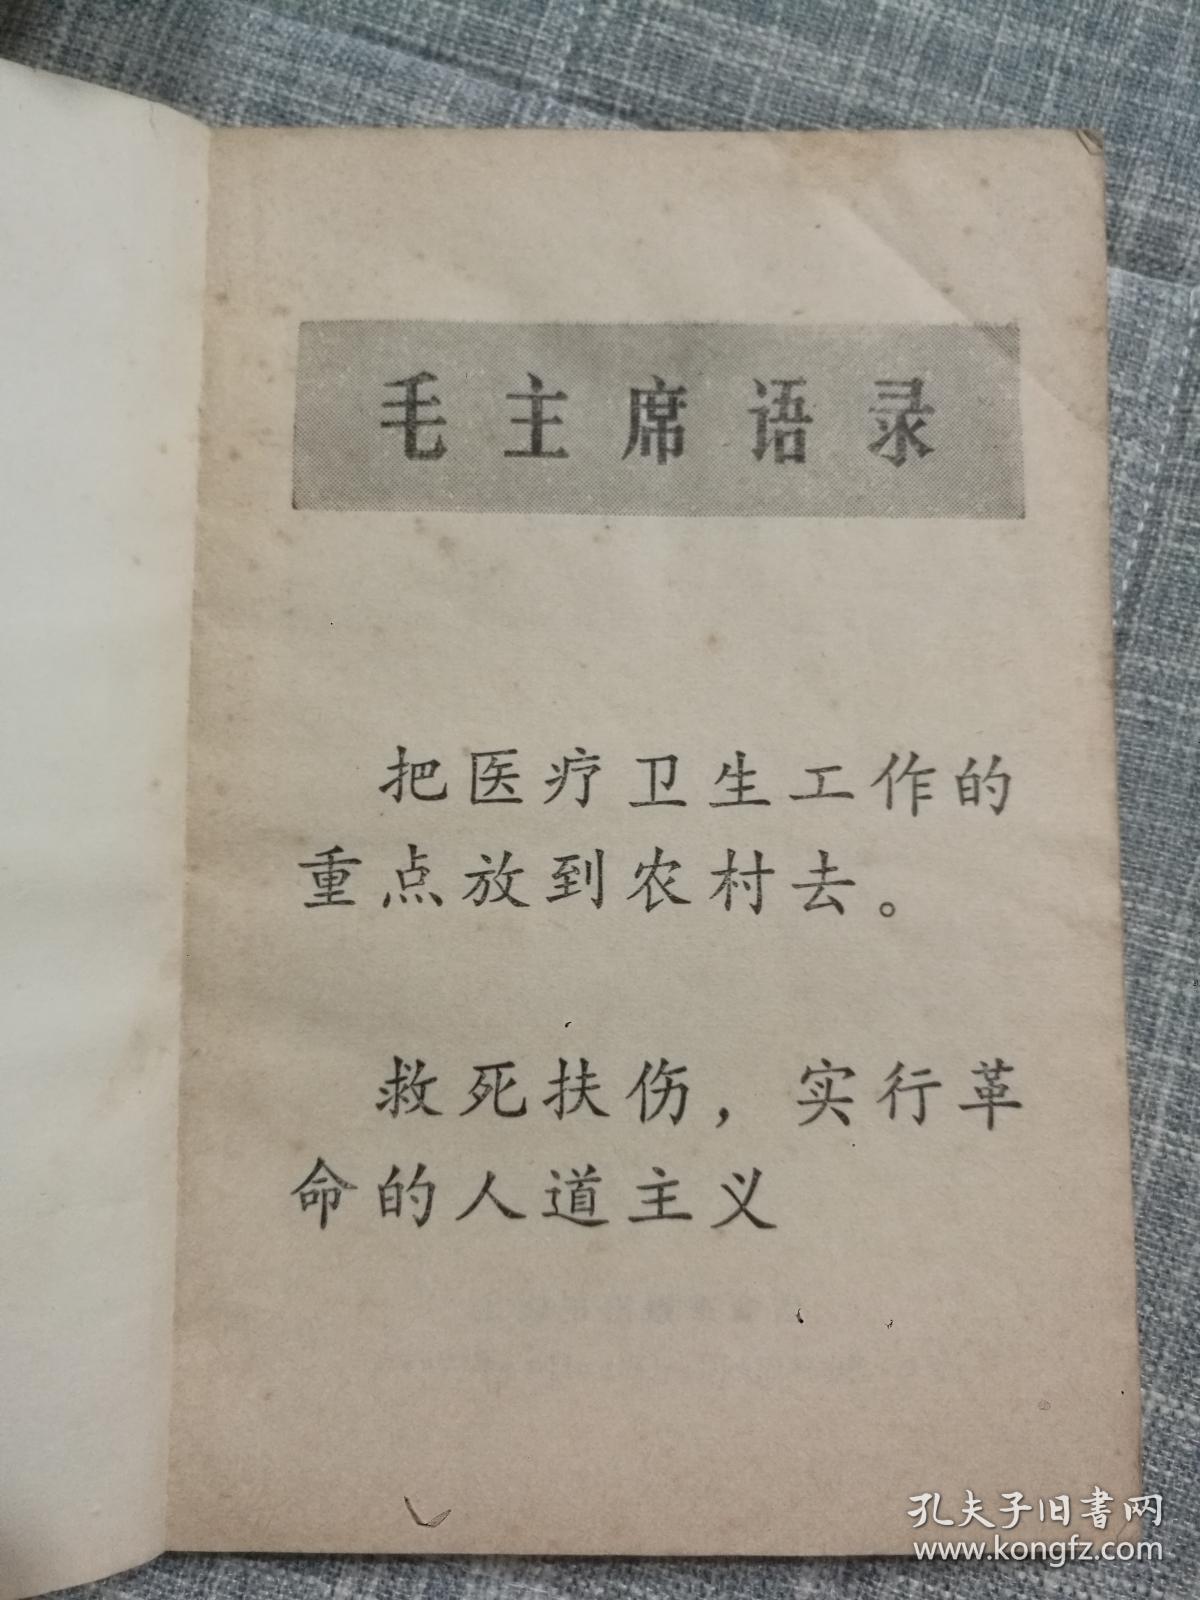 毛主席语录
把医疗卫生工作的
重点放到农村去。
救死扶伤，实行革
命的人道主义
孔夫子旧書网
www.kongfz.com